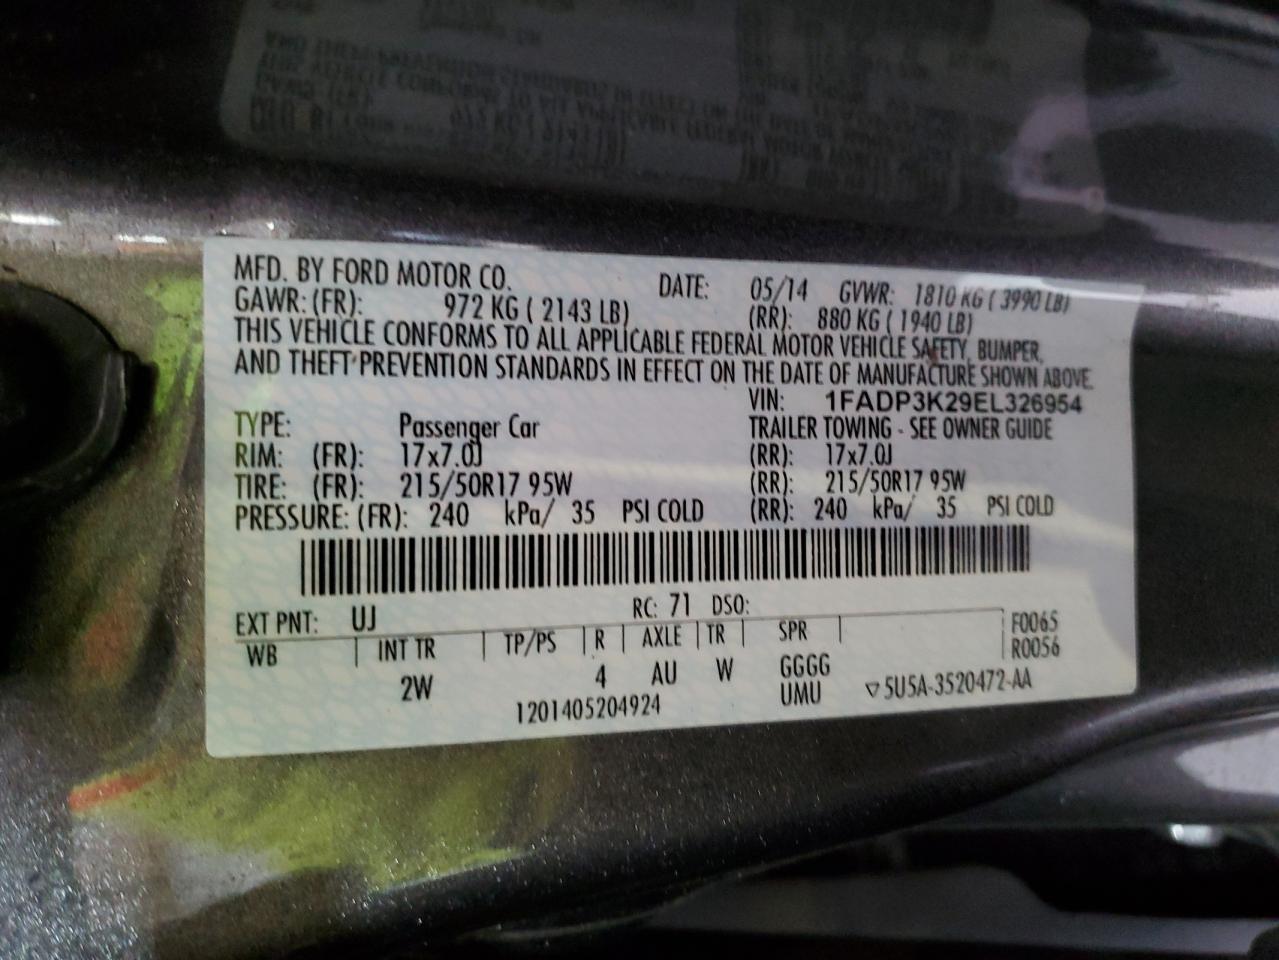 MFD. BY FORD MOTOR CO. DATE: 05/14 GVWR: 1810 KG ( 3990 LB)
GAWR: (FR): 972 KG ( 2143 LB) (RR): 880 KG ( 1940 LB)
THIS VEHICLE CONFORMS TO ALL APPLICABLE FEDERAL MOTOR VEHICLE SAFETY, BUMPER,
AND THEFT PREVENTION STANDARDS IN EFFECT ON THE DATE OF MANUFACTURE SHOWN ABOVE.
VIN: 1FADP3K29EL326954
TYPE: Passenger Car TRAILER TOWING - SEE OWNER GUIDE
RIM: (FR): 17x7.0J (RR): 17x7.0J
TIRE: (FR): 215/50R17 95W (RR): 215/50R17 95W
PRESSURE: (FR): 240 kPa/ 35 PSI COLD (RR): 240 kPa/ 35 PSI COLD
EXT PNT: UJ RC: 71 DSO:
WB INT TR TP/PS R AXLE TR SPR F0065
R0056
2W 4 AU W GGGG
1201405204924 UMU ▽5U5A-3520472-AA